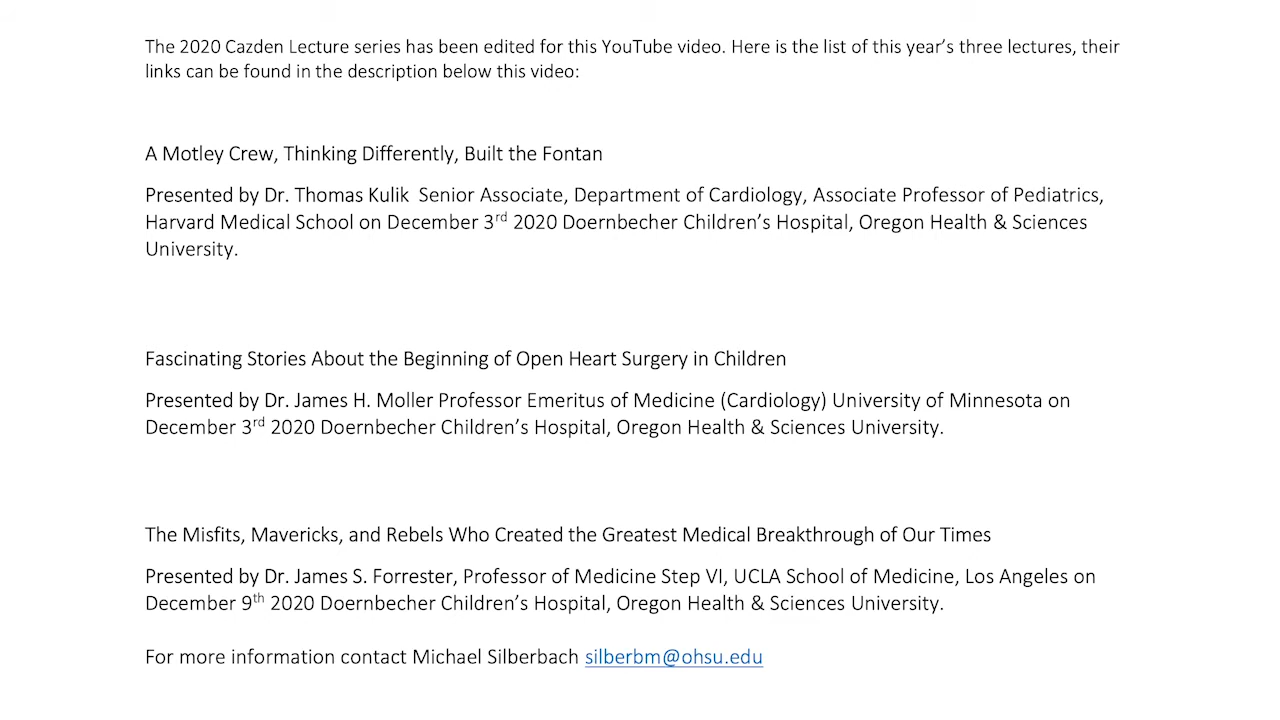 The 2020 Cazden Lecture series has been edited for this YouTube video. Here is the list of this year’s three lectures, their
links can be found in the description below this video:
A Motley Crew, Thinking Differently, Built the Fontan
Presented by Dr. Thomas Kulik  Senior Associate, Department of Cardiology, Associate Professor of Pediatrics,
Harvard Medical School on December 3rd 2020 Doernbecher Children’s Hospital, Oregon Health & Sciences
University.
Fascinating Stories About the Beginning of Open Heart Surgery in Children
Presented by Dr. James H. Moller Professor Emeritus of Medicine (Cardiology) University of Minnesota on
December 3rd 2020 Doernbecher Children’s Hospital, Oregon Health & Sciences University.
The Misfits, Mavericks, and Rebels Who Created the Greatest Medical Breakthrough of Our Times
Presented by Dr. James S. Forrester, Professor of Medicine Step VI, UCLA School of Medicine, Los Angeles on
December 9th 2020 Doernbecher Children’s Hospital, Oregon Health & Sciences University.
For more information contact Michael Silberbach silberbm@ohsu.edu